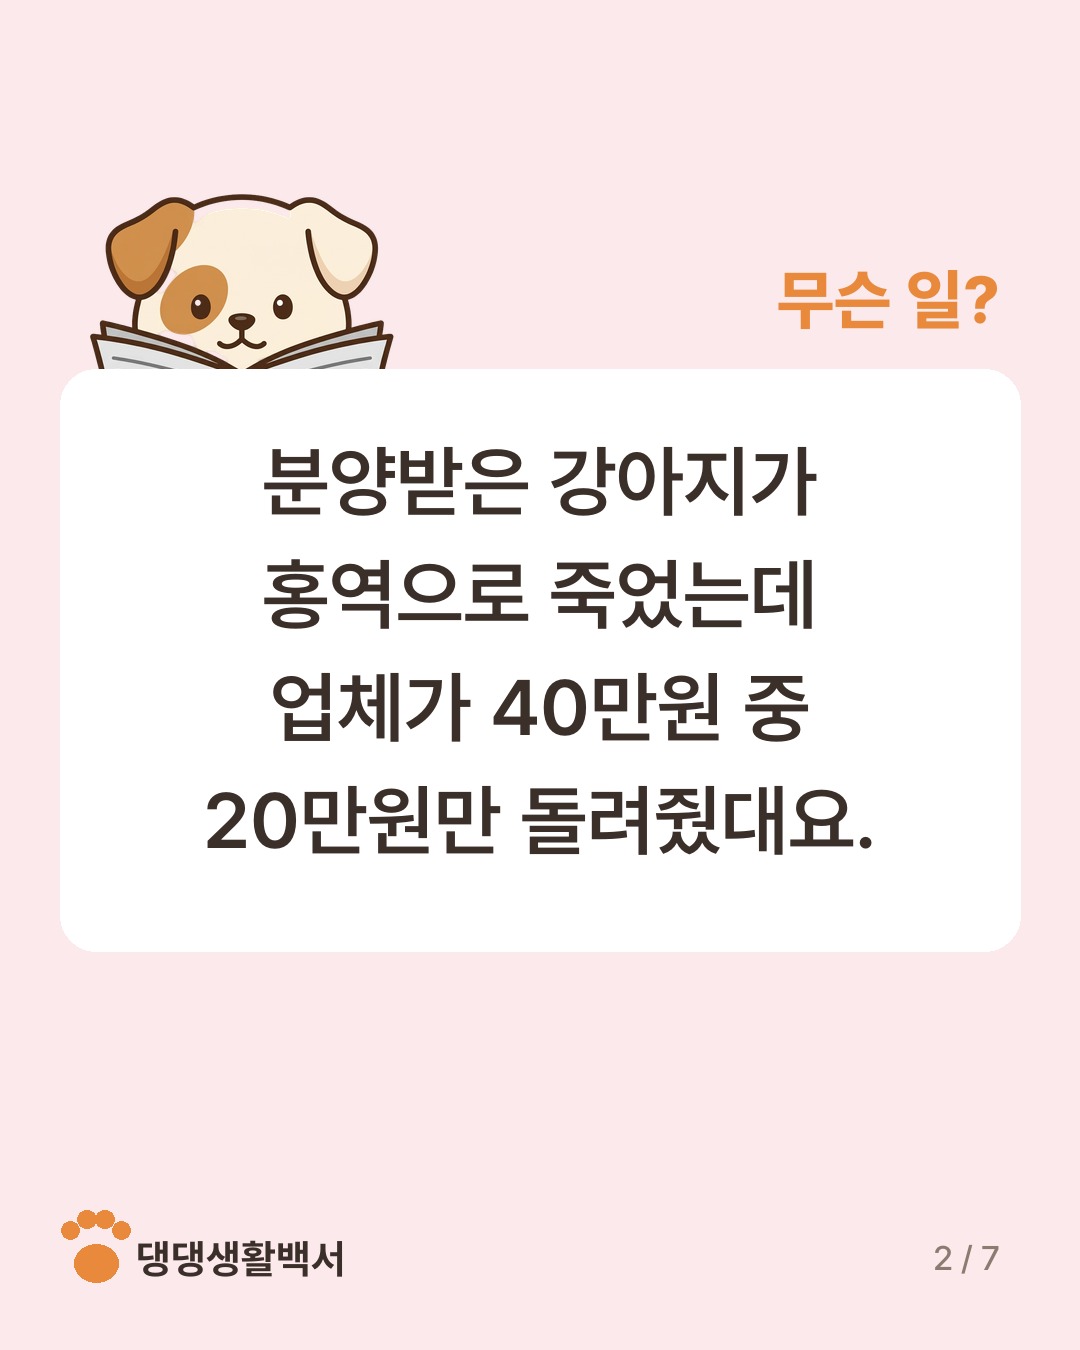 무슨 일?
분양받은 강아지가
홍역으로 죽었는데
업체가 40만원 중
20만원만 돌려줬대요.
댕댕생활백서
2 / 7